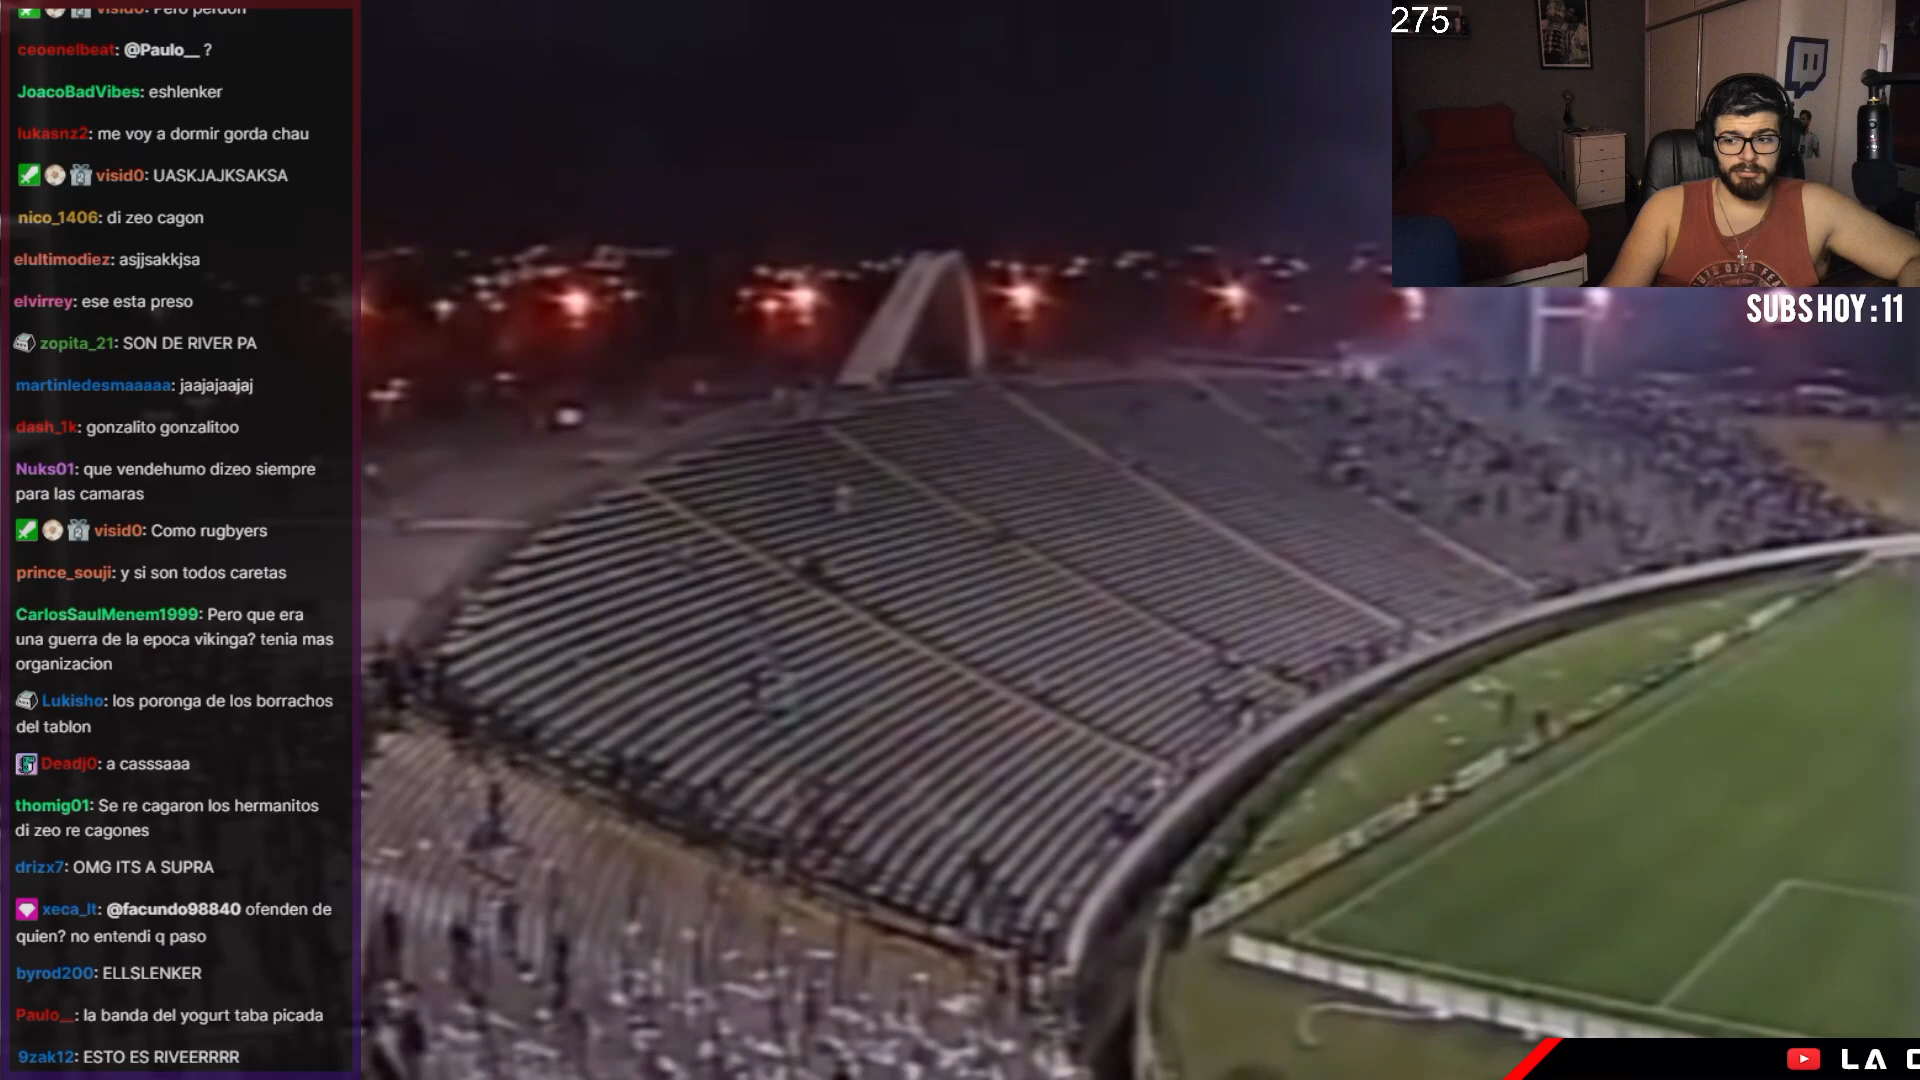 visid0: Pero perdon
ceoenelbeat: @Paulo__ ?
JoacoBadVibes: eshlenker
lukasnz2: me voy a dormir gorda chau
visid0: UASKJAJKSAKSA
nico_1406: di zeo cagon
elultimodiez: asjjsakkjsa
elvirrey: ese esta preso
zopita_21: SON DE RIVER PA
martinledesmaaaaa: jaajajaajaj
dash_1k: gonzalito gonzalitoo
Nuks01: que vendehumo dizeo siempre
para las camaras
visid0: Como rugbyers
prince_souji: y si son todos caretas
CarlosSaulMenem1999: Pero que era
una guerra de la epoca vikinga? tenia mas
organizacion
Lukisho: los poronga de los borrachos
del tablon
Deadj0: a casssaaa
thomig01: Se re cagaron los hermanitos
di zeo re cagones
drizx7: OMG ITS A SUPRA
xeca_lt: @facundo98840 ofenden de
quien? no entendi q paso
byrod200: ELLSLENKER
Paulo__: la banda del yogurt taba picada
9zak12: ESTO ES RIVEERRRR
275
SUBS HOY: 11
LA